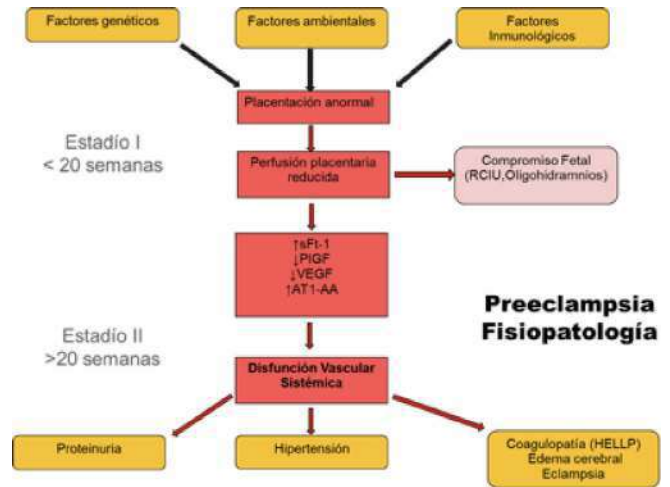 Factores genéticos
Factores ambientales
Factores
Inmunológicos
Placentación anormal
Estadío I
< 20 semanas
Perfusión placentaria
reducida
Compromiso Fetal
(RCIU,Oligohidramnios)
↑sFt-1
↓PlGF
↓VEGF
↑AT1-AA
Preeclampsia
Fisiopatología
Estadío II
>20 semanas
Disfunción Vascular
Sistémica
Proteinuria
Hipertensión
Coagulopatía (HELLP)
Edema cerebral
Eclampsia